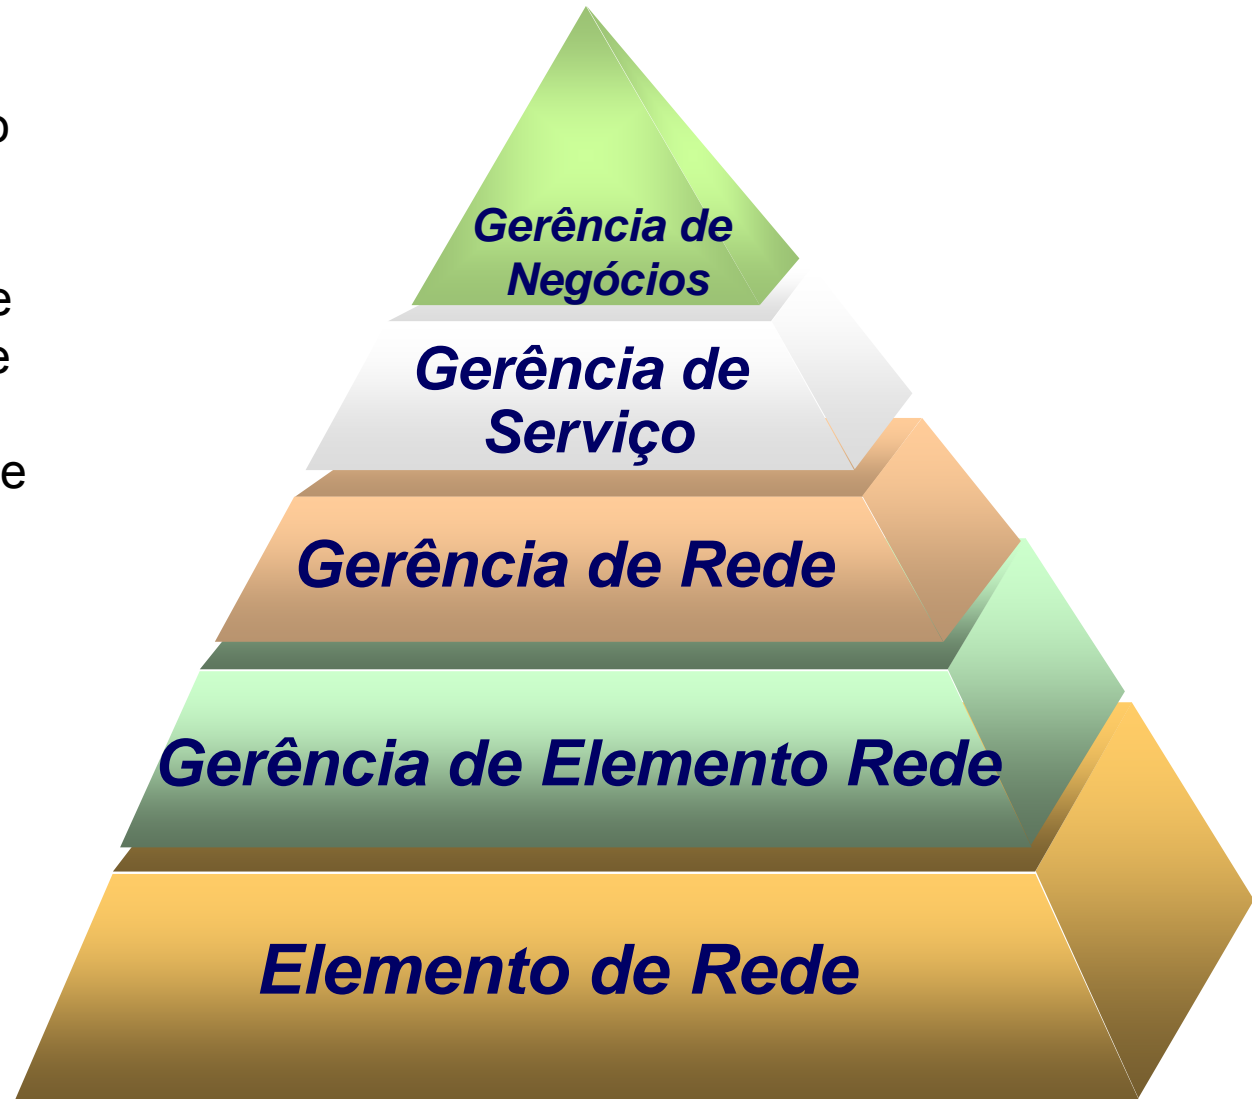 Gerência de
Negócios
Gerência de
Serviço
Gerência de Rede
Gerência de Elemento Rede
Elemento de Rede